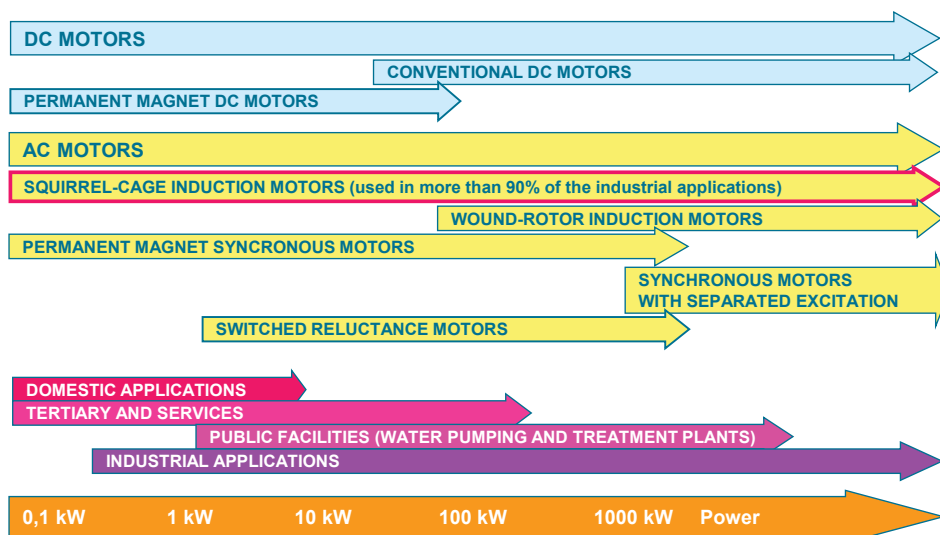 DC MOTORS
CONVENTIONAL DC MOTORS
PERMANENT MAGNET DC MOTORS
AC MOTORS
SQUIRREL-CAGE INDUCTION MOTORS (used in more than 90% of the industrial applications)
WOUND-ROTOR INDUCTION MOTORS
PERMANENT MAGNET SYNCRONOUS MOTORS
SYNCHRONOUS MOTORS
WITH SEPARATED EXCITATION
SWITCHED RELUCTANCE MOTORS
DOMESTIC APPLICATIONS
TERTIARY AND SERVICES
PUBLIC FACILITIES (WATER PUMPING AND TREATMENT PLANTS)
INDUSTRIAL APPLICATIONS
0,1 kW 1 kW 10 kW 100 kW 1000 kW Power